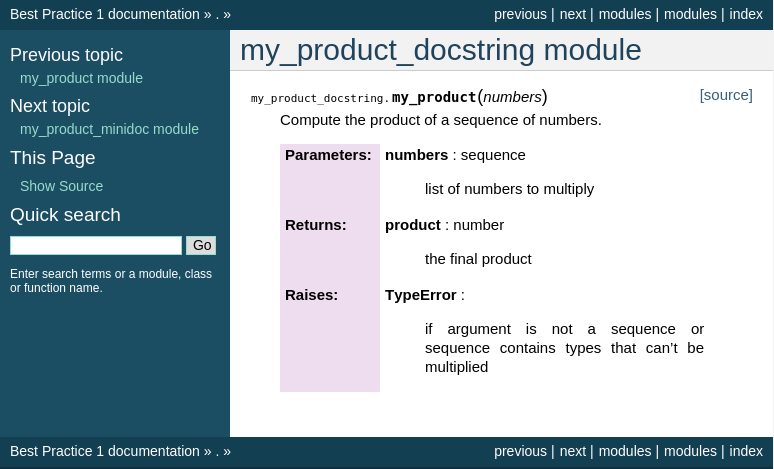 Best Practice 1 documentation » . »
previous | next | modules | modules | index
Previous topic
my_product module
Next topic
my_product_minidoc module
This Page
Show Source
Quick search
Go
Enter search terms or a module, class
or function name.
my_product_docstring module
my_product_docstring.my_product(numbers) [source]
Compute the product of a sequence of numbers.
Parameters: numbers : sequence
list of numbers to multiply
Returns: product : number
the final product
Raises: TypeError :
if argument is not a sequence or
sequence contains types that can’t be
multiplied
Best Practice 1 documentation » . »
previous | next | modules | modules | index